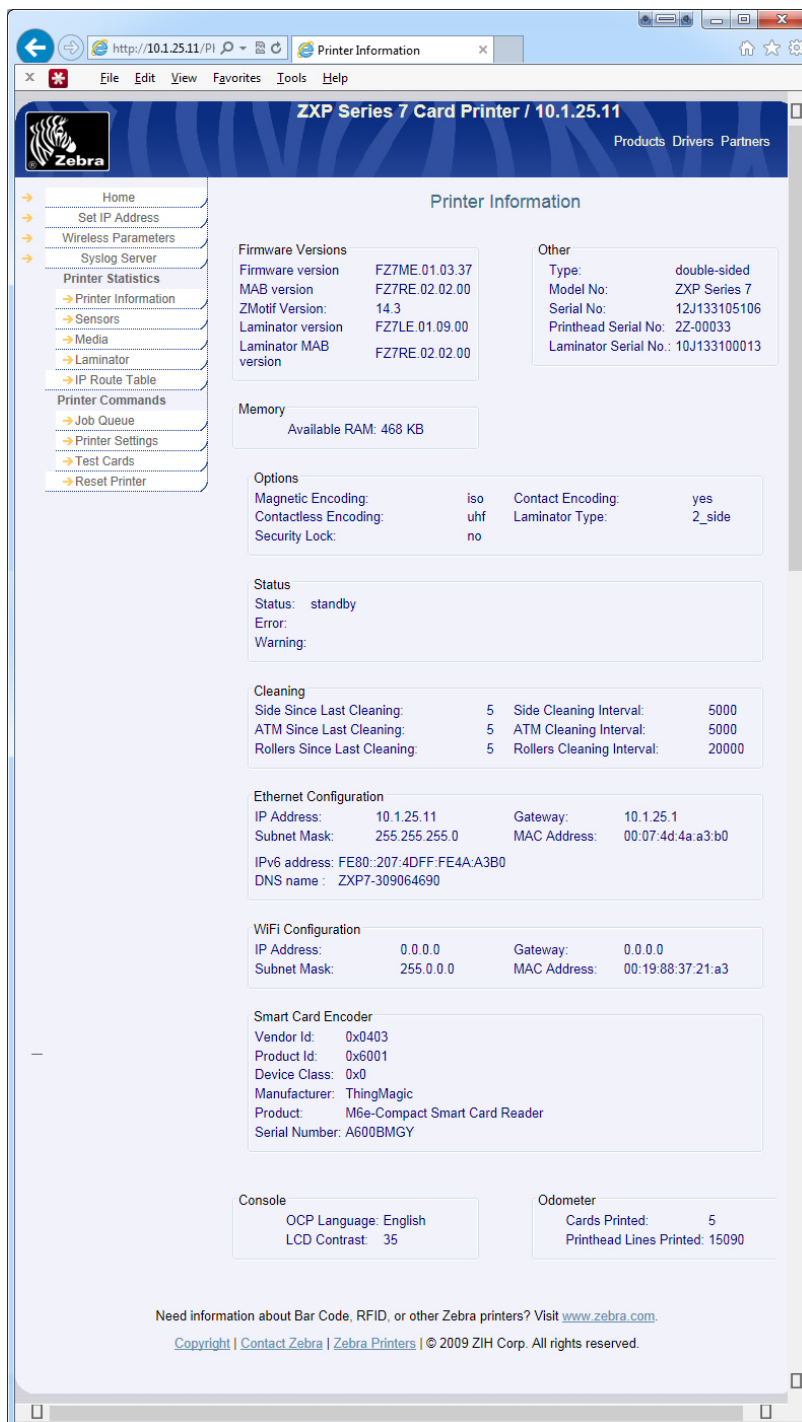 http://10.1.25.11/PI
Printer Information
File Edit View Favorites Tools Help
ZXP Series 7 Card Printer / 10.1.25.11
Zebra
Products Drivers Partners
Home
Set IP Address
Wireless Parameters
Syslog Server
Printer Statistics
Printer Information
Sensors
Media
Laminator
IP Route Table
Printer Commands
Job Queue
Printer Settings
Test Cards
Reset Printer
Printer Information
Firmware Versions
Firmware version FZ7ME.01.03.37
MAB version FZ7RE.02.02.00
ZMotif Version: 14.3
Laminator version FZ7LE.01.09.00
Laminator MAB
version FZ7RE.02.02.00
Other
Type: double-sided
Model No: ZXP Series 7
Serial No: 12J133105106
Printhead Serial No: 2Z-00033
Laminator Serial No.: 10J133100013
Memory
Available RAM: 468 KB
Options
Magnetic Encoding: iso Contact Encoding: yes
Contactless Encoding: uhf Laminator Type: 2_side
Security Lock: no
Status
Status: standby
Error:
Warning:
Cleaning
Side Since Last Cleaning: 5 Side Cleaning Interval: 5000
ATM Since Last Cleaning: 5 ATM Cleaning Interval: 5000
Rollers Since Last Cleaning: 5 Rollers Cleaning Interval: 20000
Ethernet Configuration
IP Address: 10.1.25.11 Gateway: 10.1.25.1
Subnet Mask: 255.255.255.0 MAC Address: 00:07:4d:4a:a3:b0
IPv6 address: FE80::207:4DFF:FE4A:A3B0
DNS name : ZXP7-309064690
WiFi Configuration
IP Address: 0.0.0.0 Gateway: 0.0.0.0
Subnet Mask: 255.0.0.0 MAC Address: 00:19:88:37:21:a3
Smart Card Encoder
Vendor Id: 0x0403
Product Id: 0x6001
Device Class: 0x0
Manufacturer: ThingMagic
Product: M6e-Compact Smart Card Reader
Serial Number: A600BMGY
Console
OCP Language: English
LCD Contrast: 35
Odometer
Cards Printed: 5
Printhead Lines Printed: 15090
Need information about Bar Code, RFID, or other Zebra printers? Visit www.zebra.com.
Copyright | Contact Zebra | Zebra Printers | © 2009 ZIH Corp. All rights reserved.